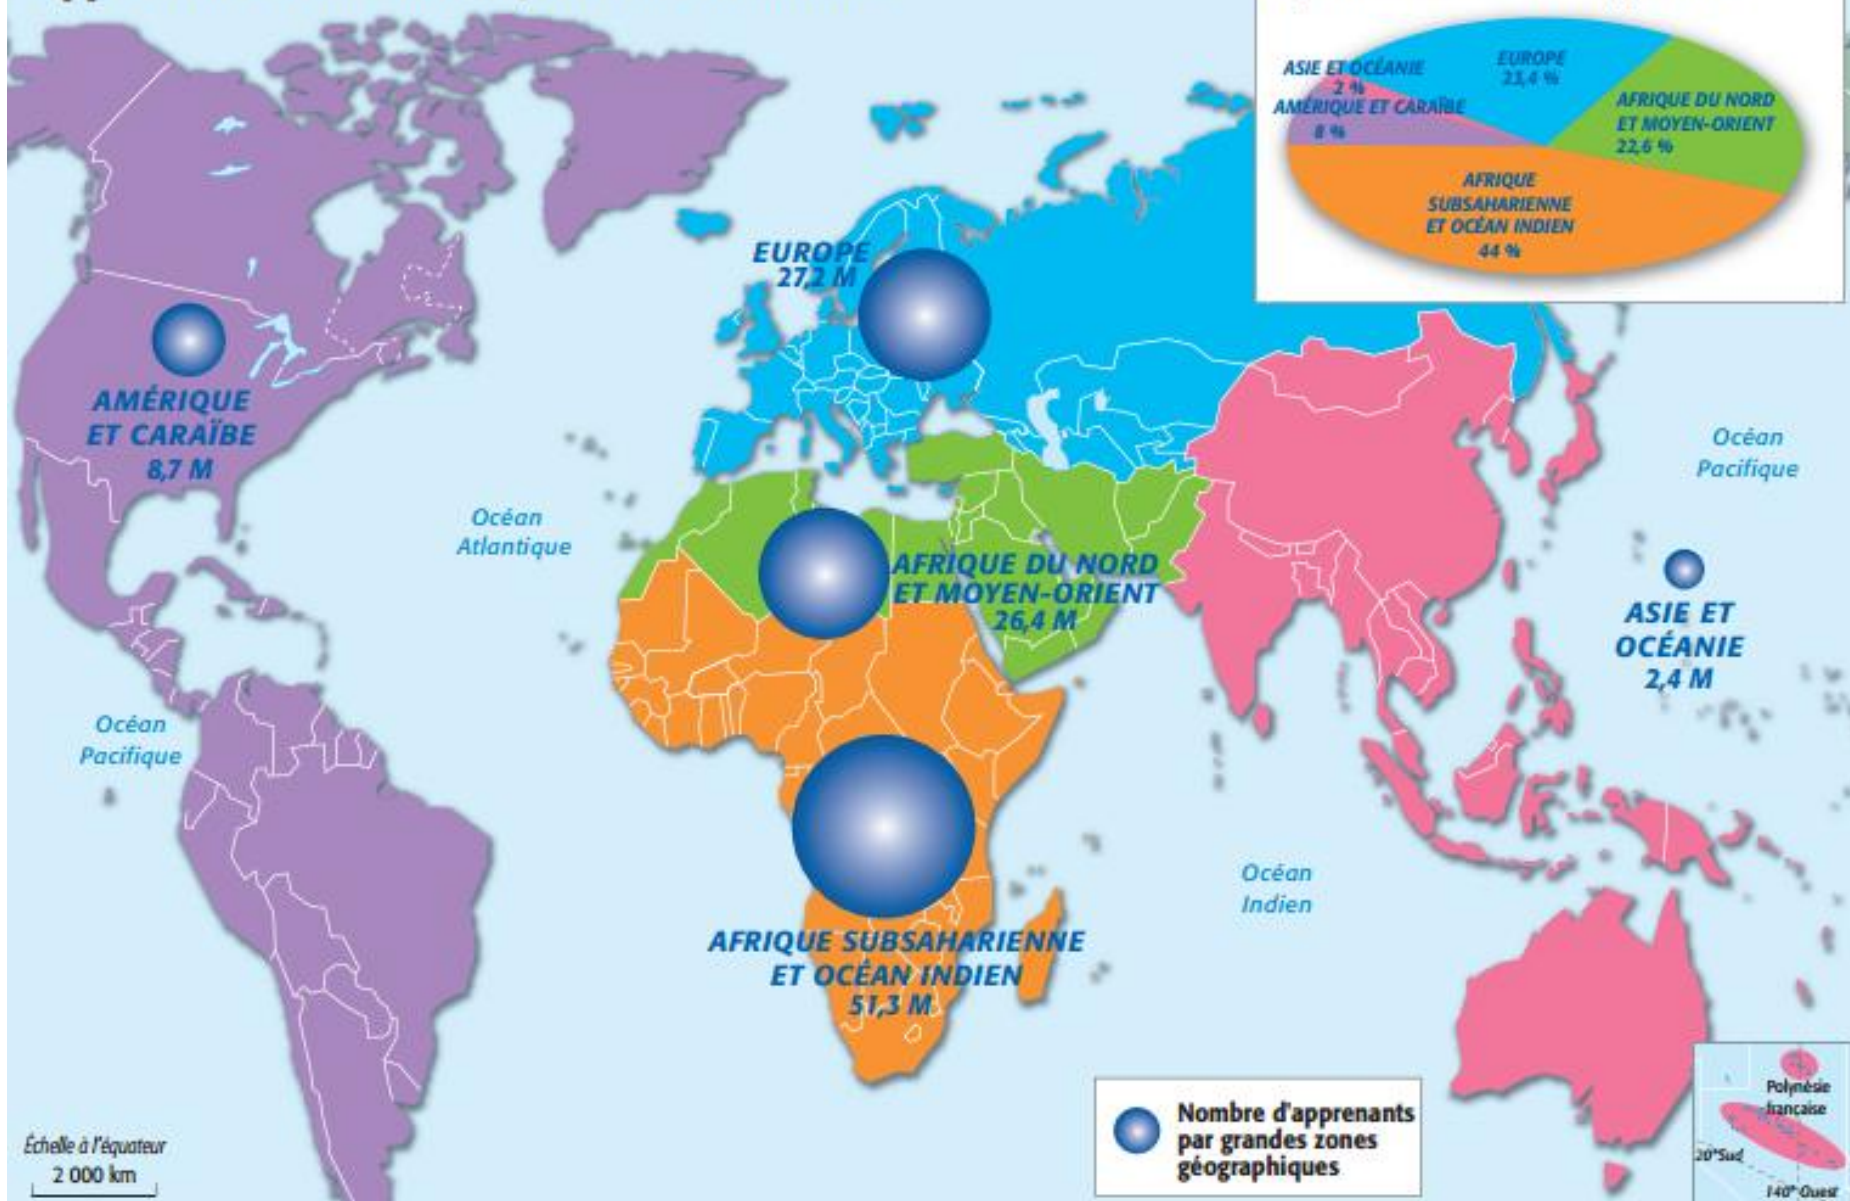 ASIE ET OCÉANIE
2 %
AMÉRIQUE ET CARAÏBE
8 %
EUROPE
23,4 %
AFRIQUE DU NORD
ET MOYEN-ORIENT
22,6 %
AFRIQUE
SUBSAHARIENNE
ET OCÉAN INDIEN
44 %
EUROPE
27,2 M
AMÉRIQUE
ET CARAÏBE
8,7 M
Océan
Pacifique
Océan
Atlantique
AFRIQUE DU NORD
ET MOYEN-ORIENT
26,4 M
ASIE ET
OCÉANIE
2,4 M
Océan
Pacifique
Océan
Indien
AFRIQUE SUBSAHARIENNE
ET OCÉAN INDIEN
51,3 M
Échelle à l'équateur
2 000 km
Nombre d'apprenants
par grandes zones
géographiques
Polynésie
française
20°Sud
140° Ouest